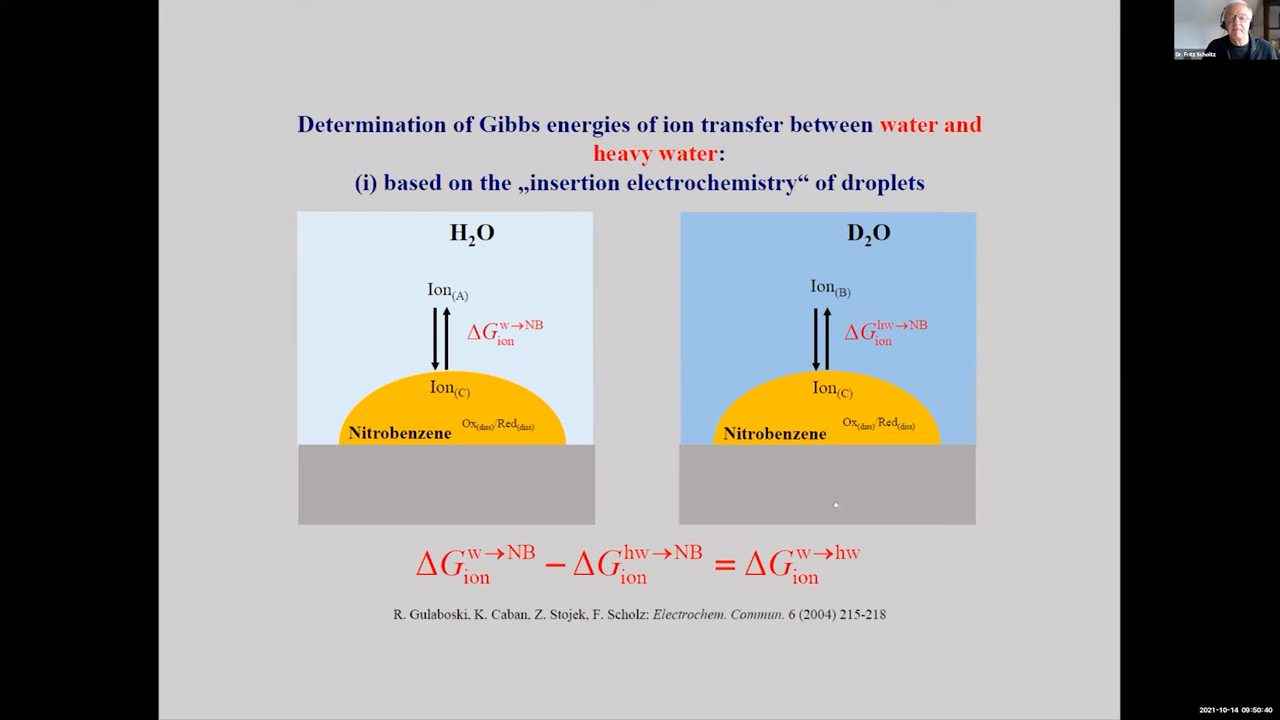 Dr. Fritz Scholtz
Determination of Gibbs energies of ion transfer between water and
heavy water:
(i) based on the „insertion electrochemistry“ of droplets
H₂O
Ion(A)
ΔG ion w→NB
Ion(C)
Ox(diss)/Red(diss)
Nitrobenzene
D₂O
Ion(B)
ΔG ion hw→NB
Ion(C)
Ox(diss)/Red(diss)
Nitrobenzene
ΔG ion w→NB − ΔG ion hw→NB = ΔG ion w→hw
R. Gulaboski, K. Caban, Z. Stojek, F. Scholz: Electrochem. Commun. 6 (2004) 215-218
2021-10-14 09:50:40